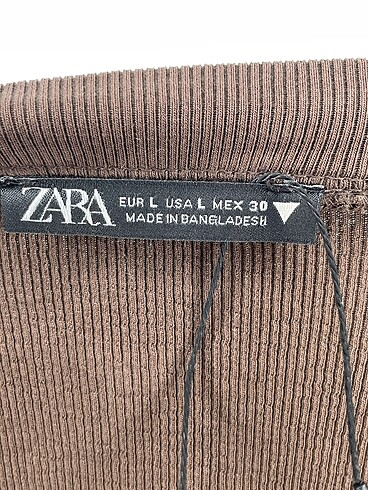 ZARA
EUR L USA L MEX 30
MADE IN BANGLADESH